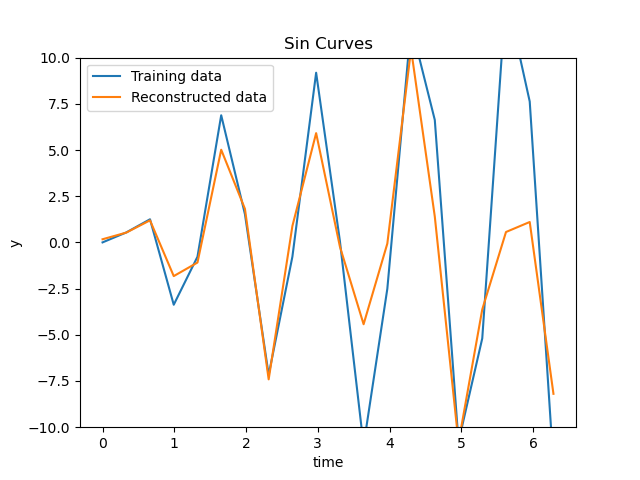 Sin Curves
Training data
Reconstructed data
10.0
7.5
5.0
2.5
0.0
−2.5
−5.0
−7.5
−10.0
y
0 1 2 3 4 5 6
time